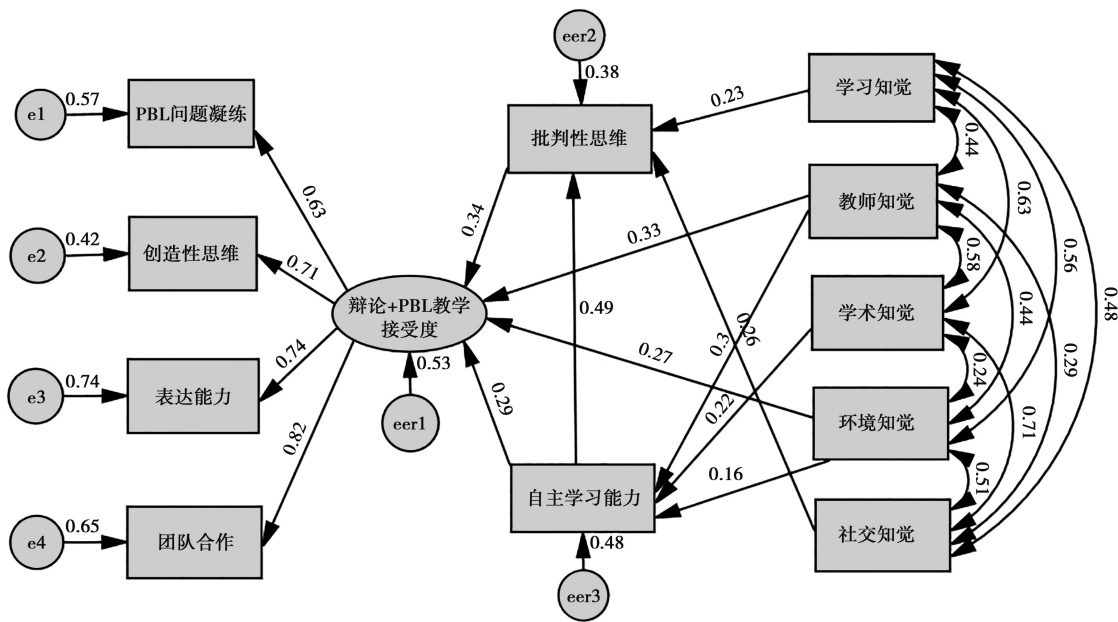 eer2
0.38
学习知觉
e1
0.57
PBL问题凝练
0.23
批判性思维
0.44
0.63
教师知觉
0.63
0.34
0.33
e2
0.42
创造性思维
0.71
0.58
0.56
辩论+PBL教学
接受度
0.49
0.3
0.26
学术知觉
0.44
0.48
0.74
0.53
0.27
0.24
0.29
e3
0.74
表达能力
0.29
0.22
eer1
环境知觉
0.71
0.82
0.16
0.51
自主学习能力
e4
0.65
团队合作
0.48
社交知觉
eer3